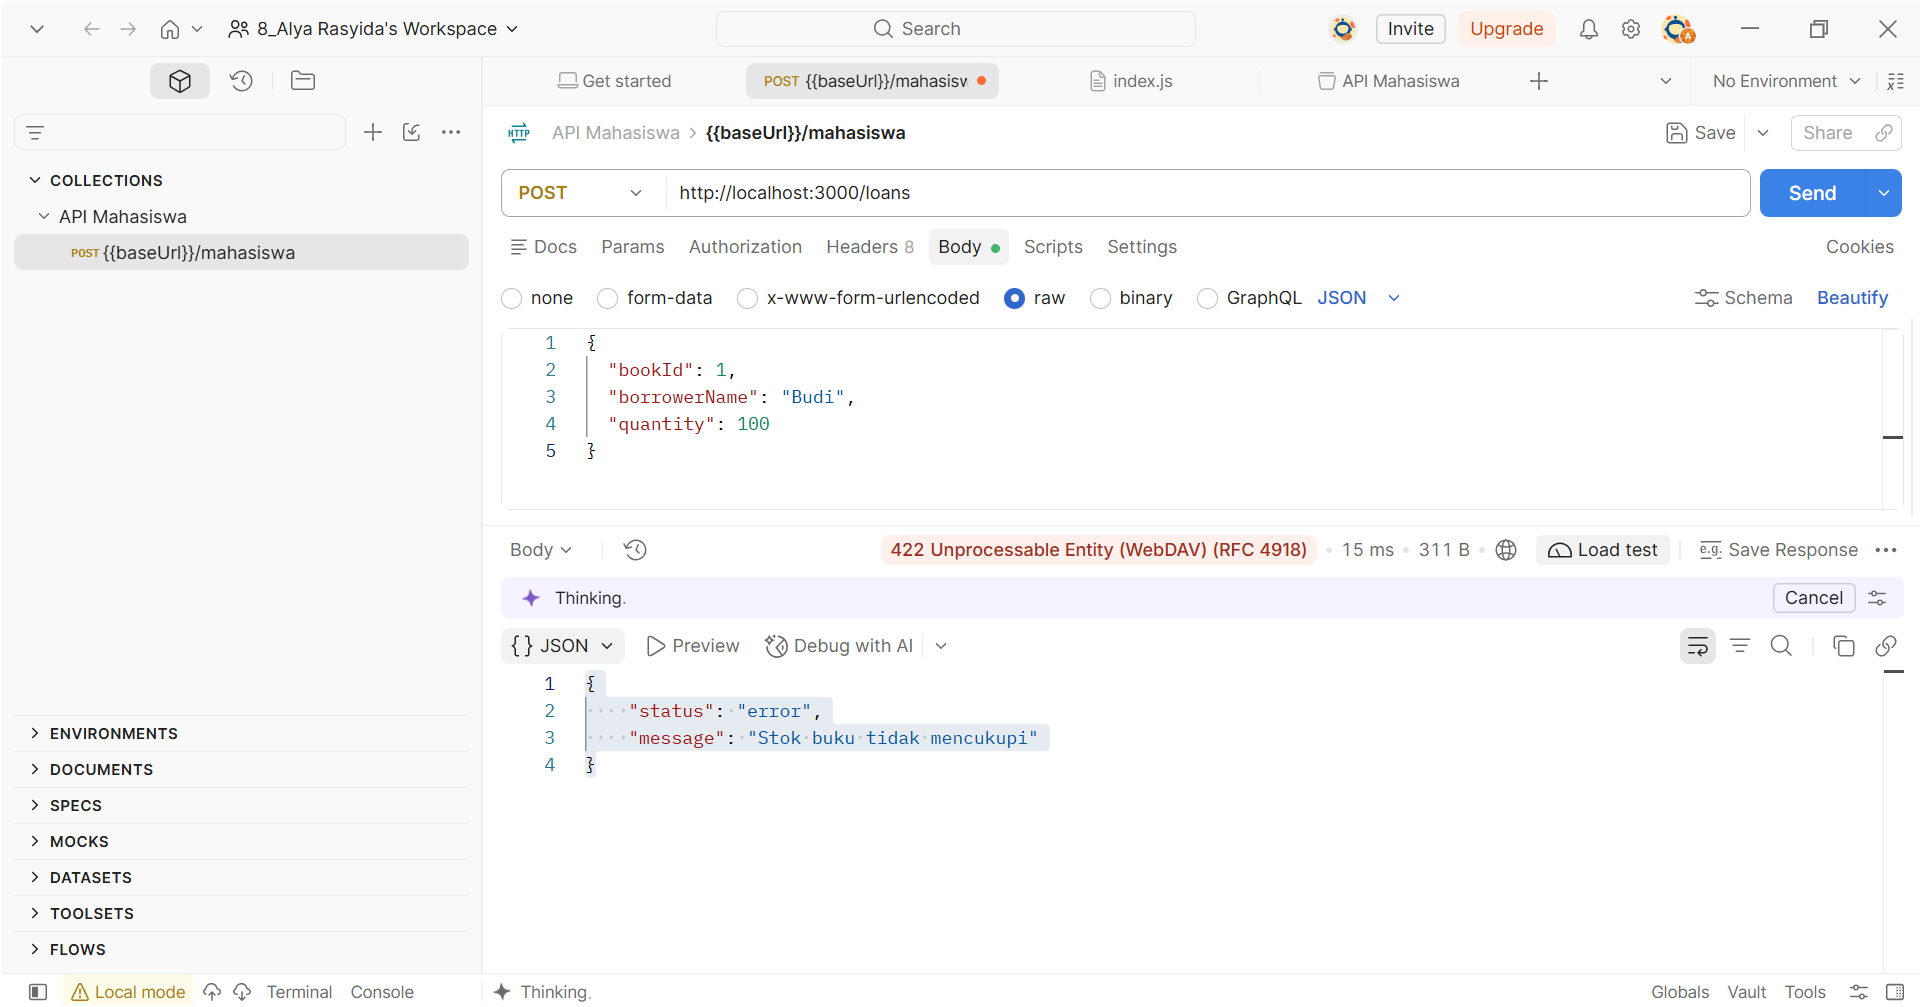 8_Alya Rasyida's Workspace
Search
Invite
Upgrade
A
Get started
POST {{baseUrl}}/mahasisw
index.js
API Mahasiswa
No Environment
HTTP API Mahasiswa > {{baseUrl}}/mahasiswa
Save
Share
COLLECTIONS
API Mahasiswa
POST {{baseUrl}}/mahasiswa
POST
http://localhost:3000/loans
Send
Docs
Params
Authorization
Headers 8
Body
Scripts
Settings
Cookies
none
form-data
x-www-form-urlencoded
raw
binary
GraphQL
JSON
Schema
Beautify
1 {
2 "bookId": 1,
3 "borrowerName": "Budi",
4 "quantity": 100
5 }
Body
422 Unprocessable Entity (WebDAV) (RFC 4918)
15 ms
311 B
Load test
e.g. Save Response
Thinking.
Cancel
{} JSON
Preview
Debug with AI
1 {
2 "status": "error",
3 "message": "Stok buku tidak mencukupi"
4 }
ENVIRONMENTS
DOCUMENTS
SPECS
MOCKS
DATASETS
TOOLSETS
FLOWS
Local mode
Terminal
Console
Thinking.
Globals
Vault
Tools